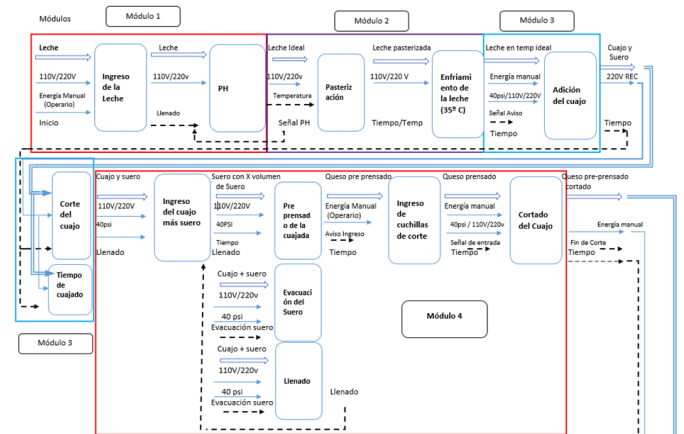 Módulos
Módulo 1
Módulo 2
Módulo 3
Leche
110V/220V
Energía Manual
(Operario)
Inicio
Ingreso
de la
Leche
Leche
110V/220v
Llenado
PH
Leche Ideal
110V/220v
Temperatura
Señal PH
Pasteriz
ación
Leche pasterizada
110V/220 V
Tiempo/Temp
Enfriam
iento de
la leche
(35º C)
Leche en temp ideal
Energía manual
40psi/110V/220V
Señal Aviso
Tiempo
Adición
del cuajo
Cuajo y
Suero
220V REC
Tiempo
Corte
del
cuajo
Tiempo
de
cuajado
Módulo 3
Cuajo y suero
110V/220V
40psi
Llenado
Ingreso
del cuajo
más suero
Suero con X volumen
de Suero
110V/220v
40PSI
Tiempo
Llenado
Pre
prensad
o de la
cuajada
Queso pre prensado
Energía Manual
(Operario)
Aviso Ingreso
Tiempo
Ingreso
de
cuchillas
de corte
Queso prensado
Energía manual
40psi / 110V/220v
Señal de entrada
Tiempo
Cortado
del Cuajo
Queso pre-prensado
cortado
Energía manual
Fin de Corte
Tiempo
Cuajo + suero
110V/220v
40 psi
Evacuación suero
Evacuaci
ón del
Suero
Módulo 4
Cuajo + suero
110V/220v
40 psi
Evacuación suero
Llenado
Llenado